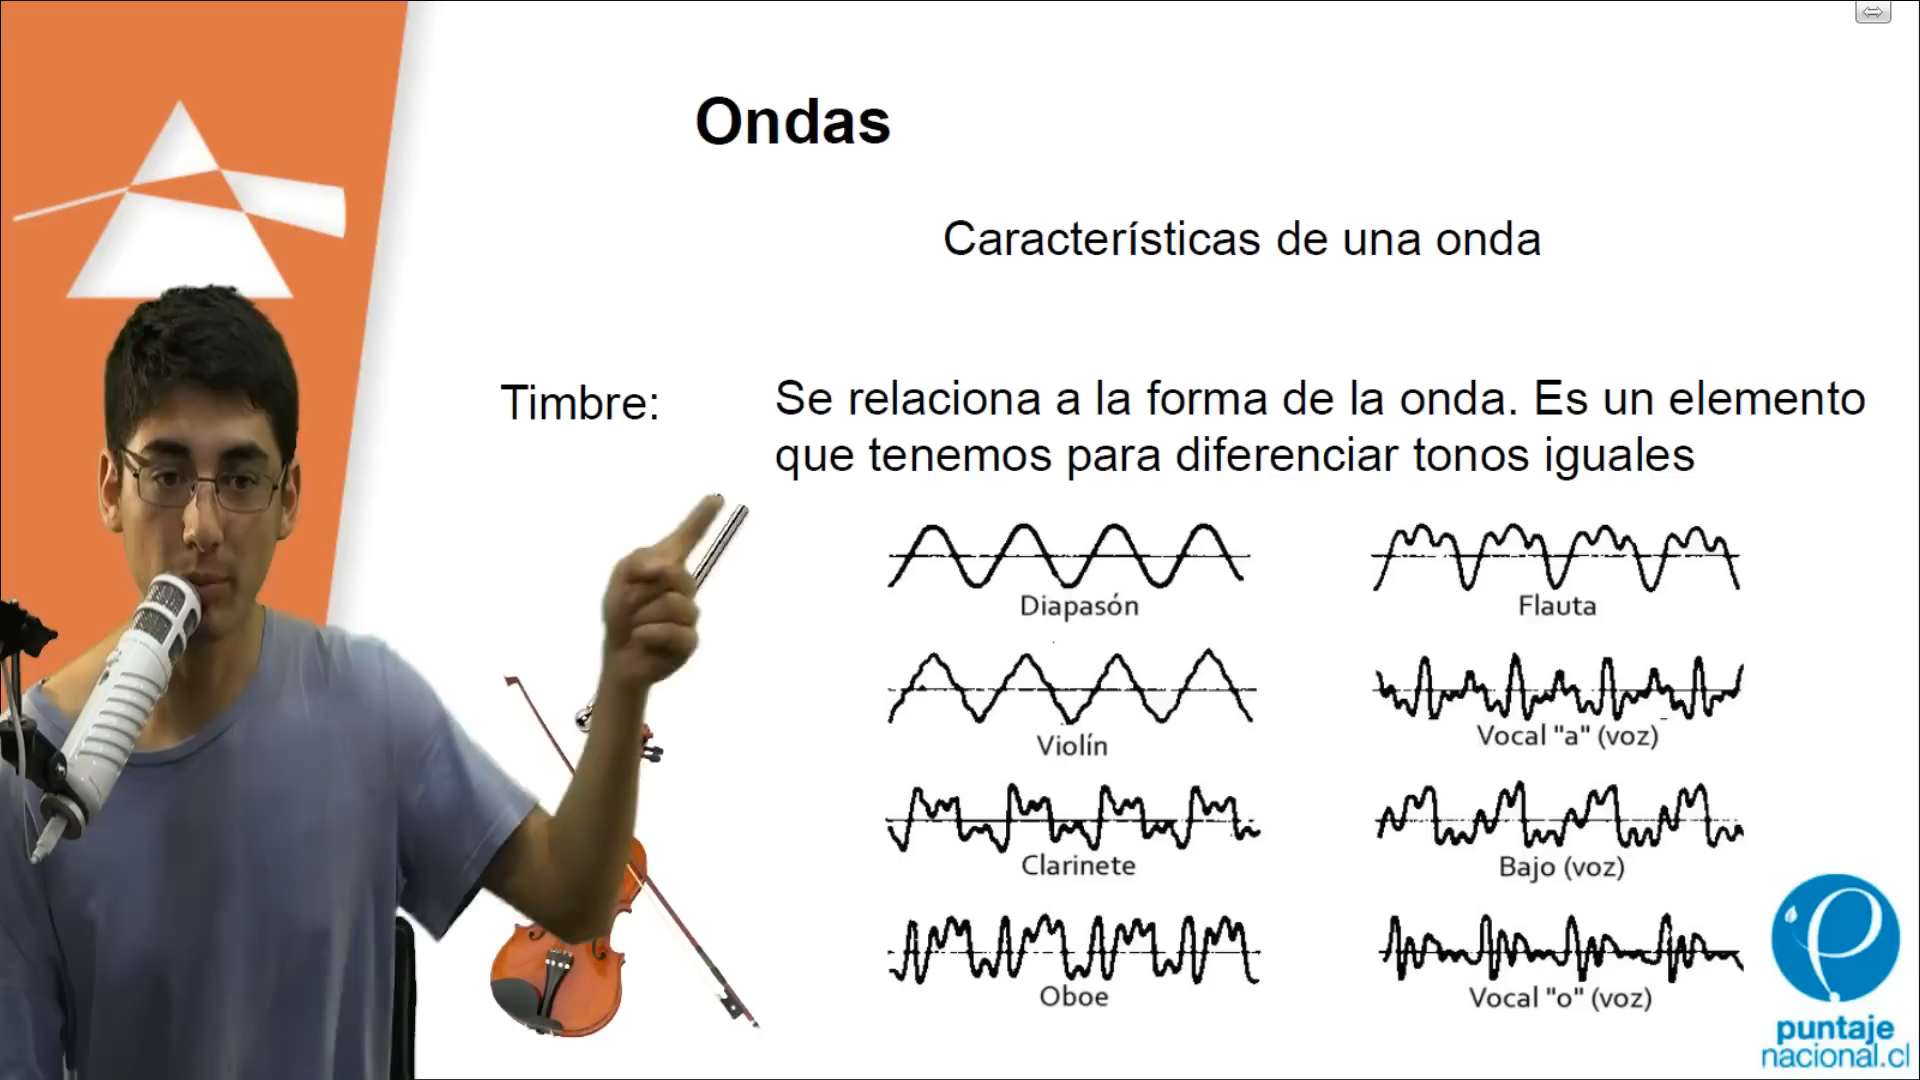 Ondas
Características de una onda
Timbre:
Se relaciona a la forma de la onda. Es un elemento
que tenemos para diferenciar tonos iguales
Diapasón
Flauta
Violín
Vocal "a" (voz)
Clarinete
Bajo (voz)
Oboe
Vocal "o" (voz)
puntaje
nacional.cl